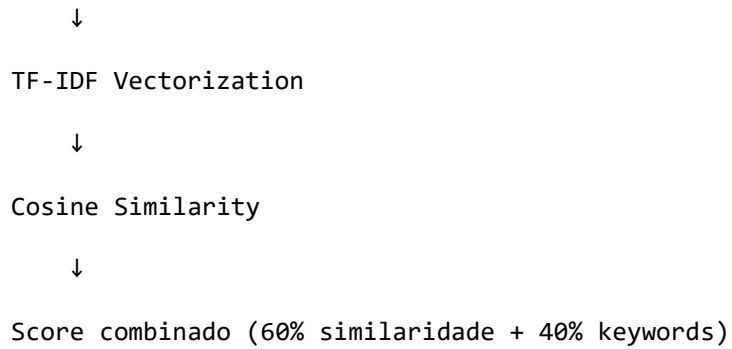 ↓
TF-IDF Vectorization
↓
Cosine Similarity
↓
Score combinado (60% similaridade + 40% keywords)